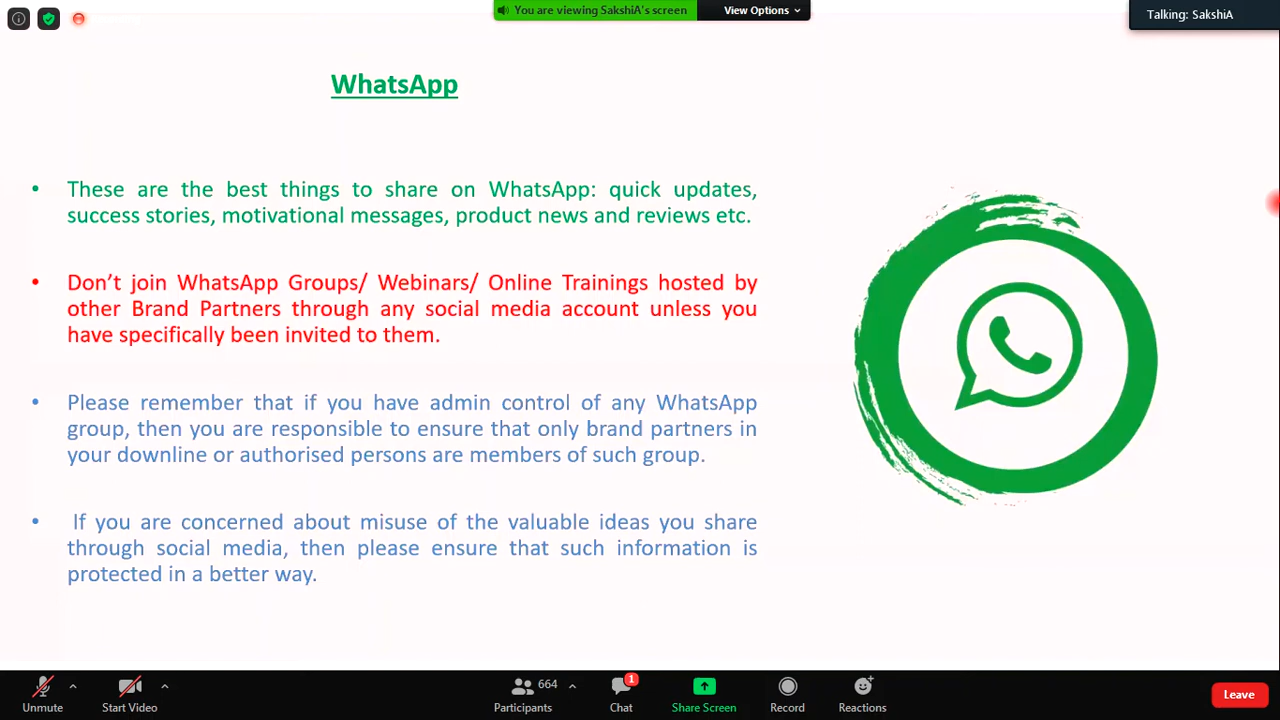 You are viewing SakshiA's screen
View Options
Talking: SakshiA
WhatsApp
• These are the best things to share on WhatsApp: quick updates,
success stories, motivational messages, product news and reviews etc.
• Don't join WhatsApp Groups/ Webinars/ Online Trainings hosted by
other Brand Partners through any social media account unless you
have specifically been invited to them.
• Please remember that if you have admin control of any WhatsApp
group, then you are responsible to ensure that only brand partners in
your downline or authorised persons are members of such group.
• If you are concerned about misuse of the valuable ideas you share
through social media, then please ensure that such information is
protected in a better way.
Unmute
Start Video
664
Participants
1
Chat
Share Screen
Record
Reactions
Leave